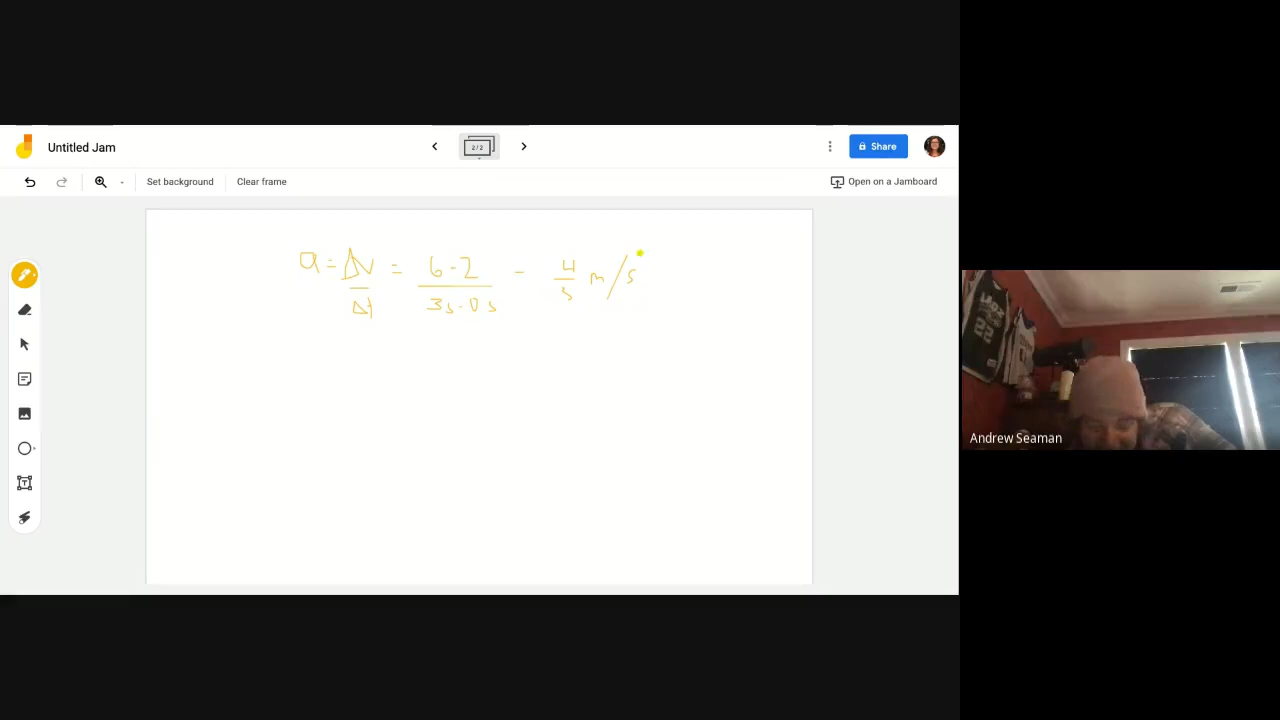 Untitled Jam
2/2
Share
Set background
Clear frame
Open on a Jamboard
a = Δv/Δt = 6-2/3s-0s - 4/3 m/s
Andrew Seaman
22